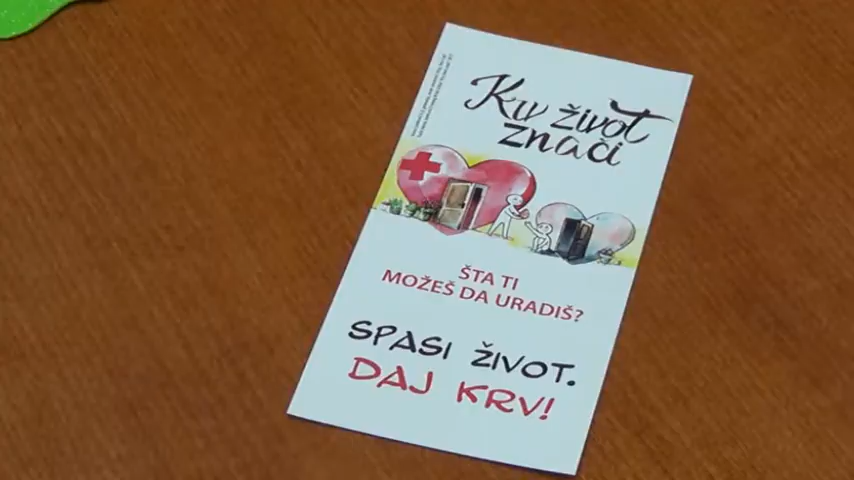 Krv život
znači
ŠTA TI
MOŽEŠ DA URADIŠ?
SPASI ŽIVOT.
DAJ KRV!